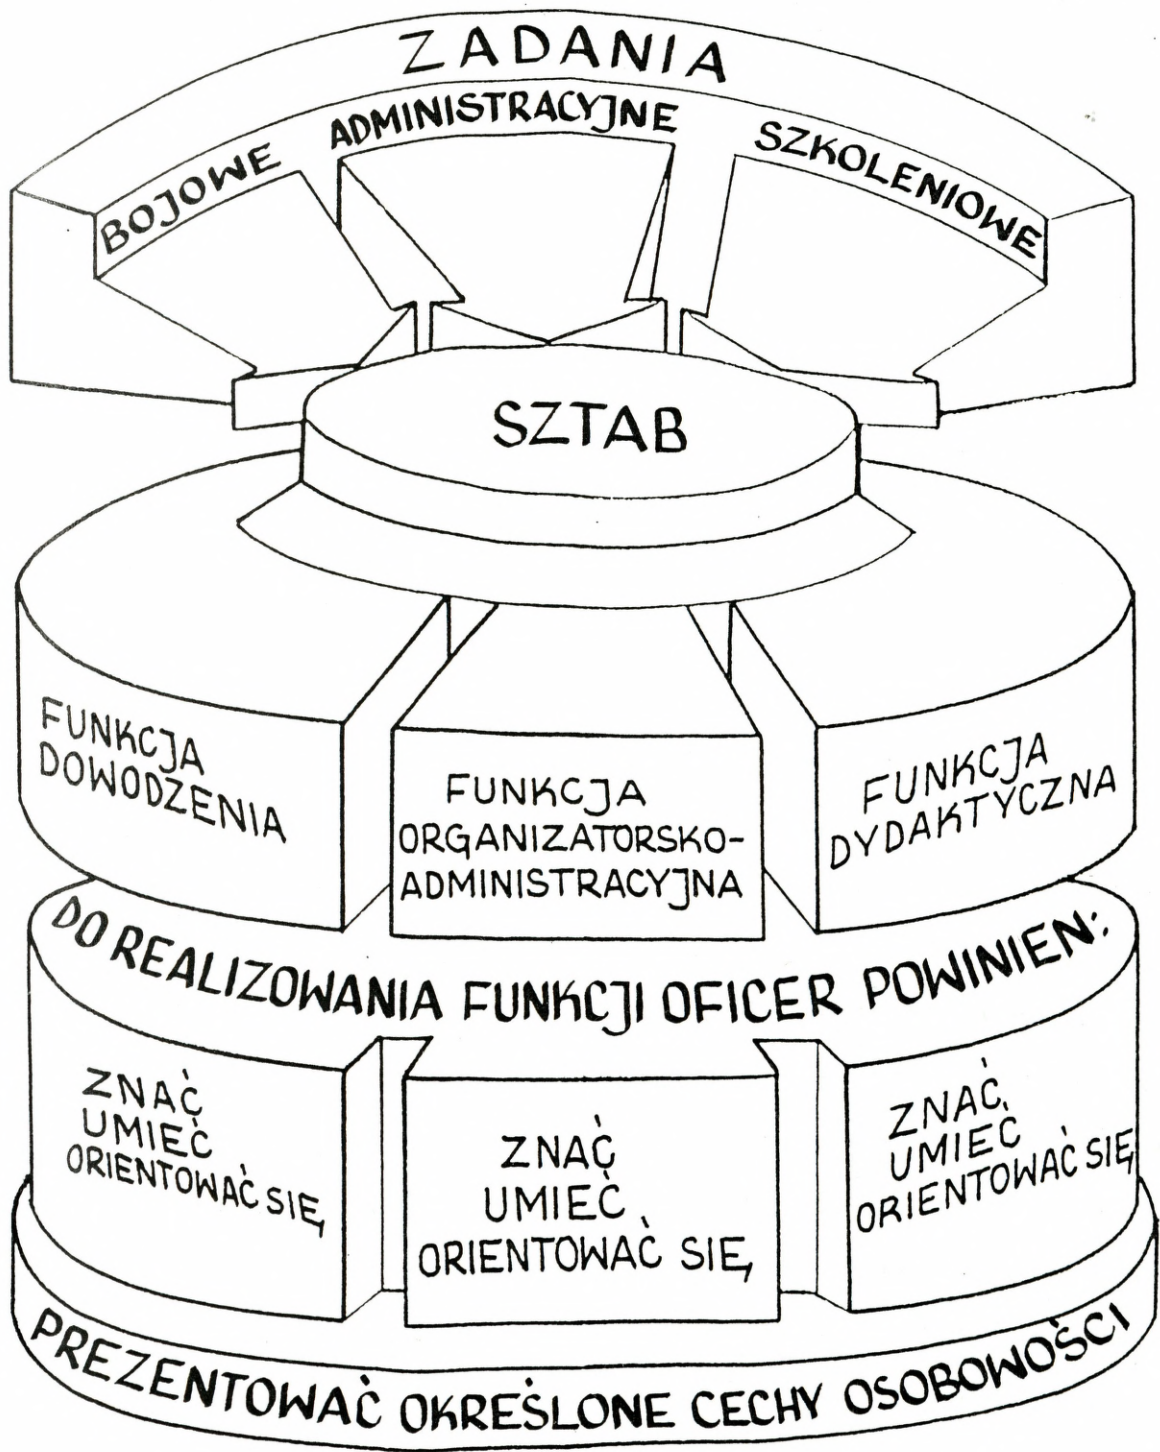 ZADANIA
BOJOWE
ADMINISTRACYJNE
SZKOLENIOWE
SZTAB
FUNKCJA
DOWODZENIA
FUNKCJA
ORGANIZATORSKO-
ADMINISTRACYJNA
FUNKCJA
DYDAKTYCZNA
DO REALIZOWANIA FUNKCJI OFICER POWINIEN:
ZNAĆ
UMIEĆ
ORIENTOWAĆ SIĘ
ZNAĆ
UMIEĆ
ORIENTOWAĆ SIĘ
ZNAĆ
UMIEĆ
ORIENTOWAĆ SIĘ
PREZENTOWAĆ OKREŚLONE CECHY OSOBOWOŚCI